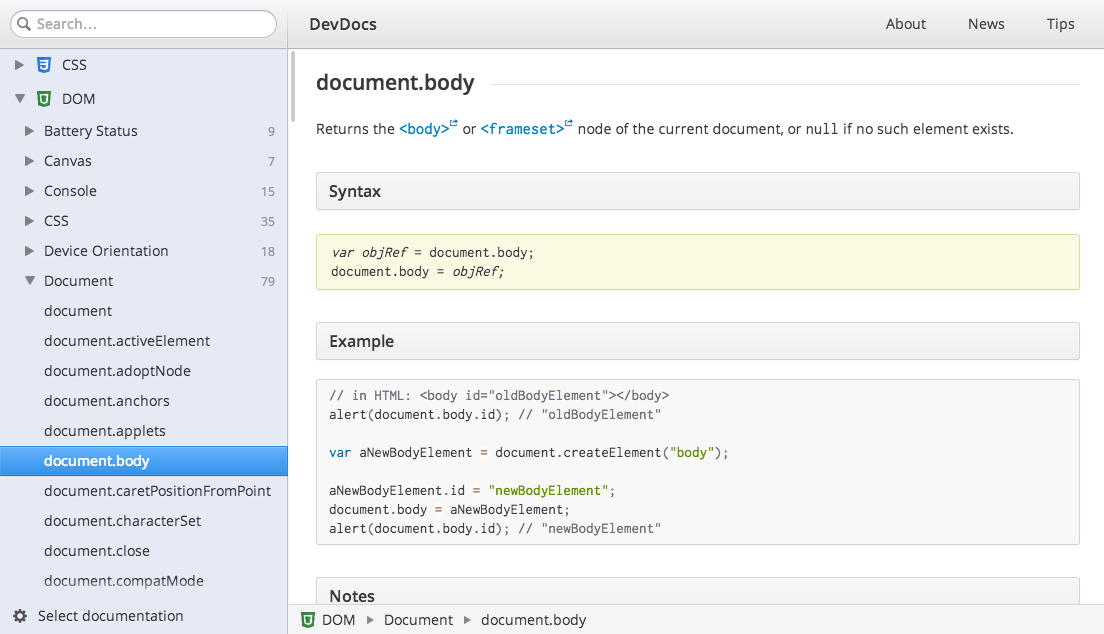 Search...
DevDocs
About
News
Tips
CSS
DOM
Battery Status 9
Canvas 7
Console 15
CSS 35
Device Orientation 18
Document 79
document
document.activeElement
document.adoptNode
document.anchors
document.applets
document.body
document.caretPositionFromPoint
document.characterSet
document.close
document.compatMode
Select documentation
document.body
Returns the <body> or <frameset> node of the current document, or null if no such element exists.
Syntax
var objRef = document.body;
document.body = objRef;
Example
// in HTML: <body id="oldBodyElement"></body>
alert(document.body.id); // "oldBodyElement"
var aNewBodyElement = document.createElement("body");
aNewBodyElement.id = "newBodyElement";
document.body = aNewBodyElement;
alert(document.body.id); // "newBodyElement"
Notes
DOM Document document.body